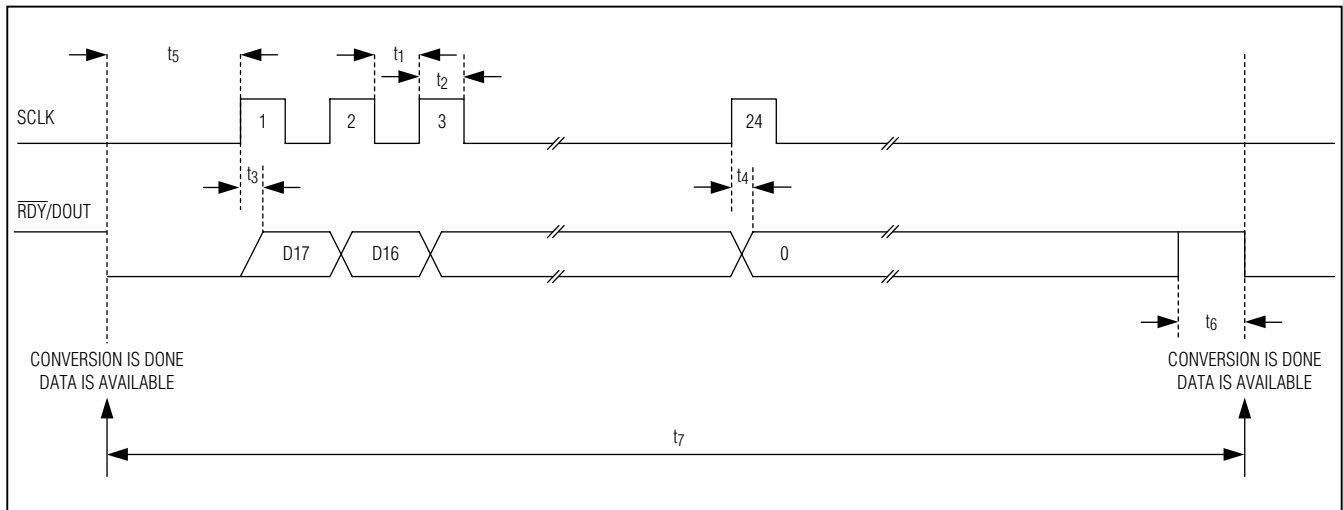 t5
t1
t2
SCLK
1
2
3
24
t3
t4
RDY/DOUT
D17
D16
0
t6
CONVERSION IS DONE
DATA IS AVAILABLE
CONVERSION IS DONE
DATA IS AVAILABLE
t7